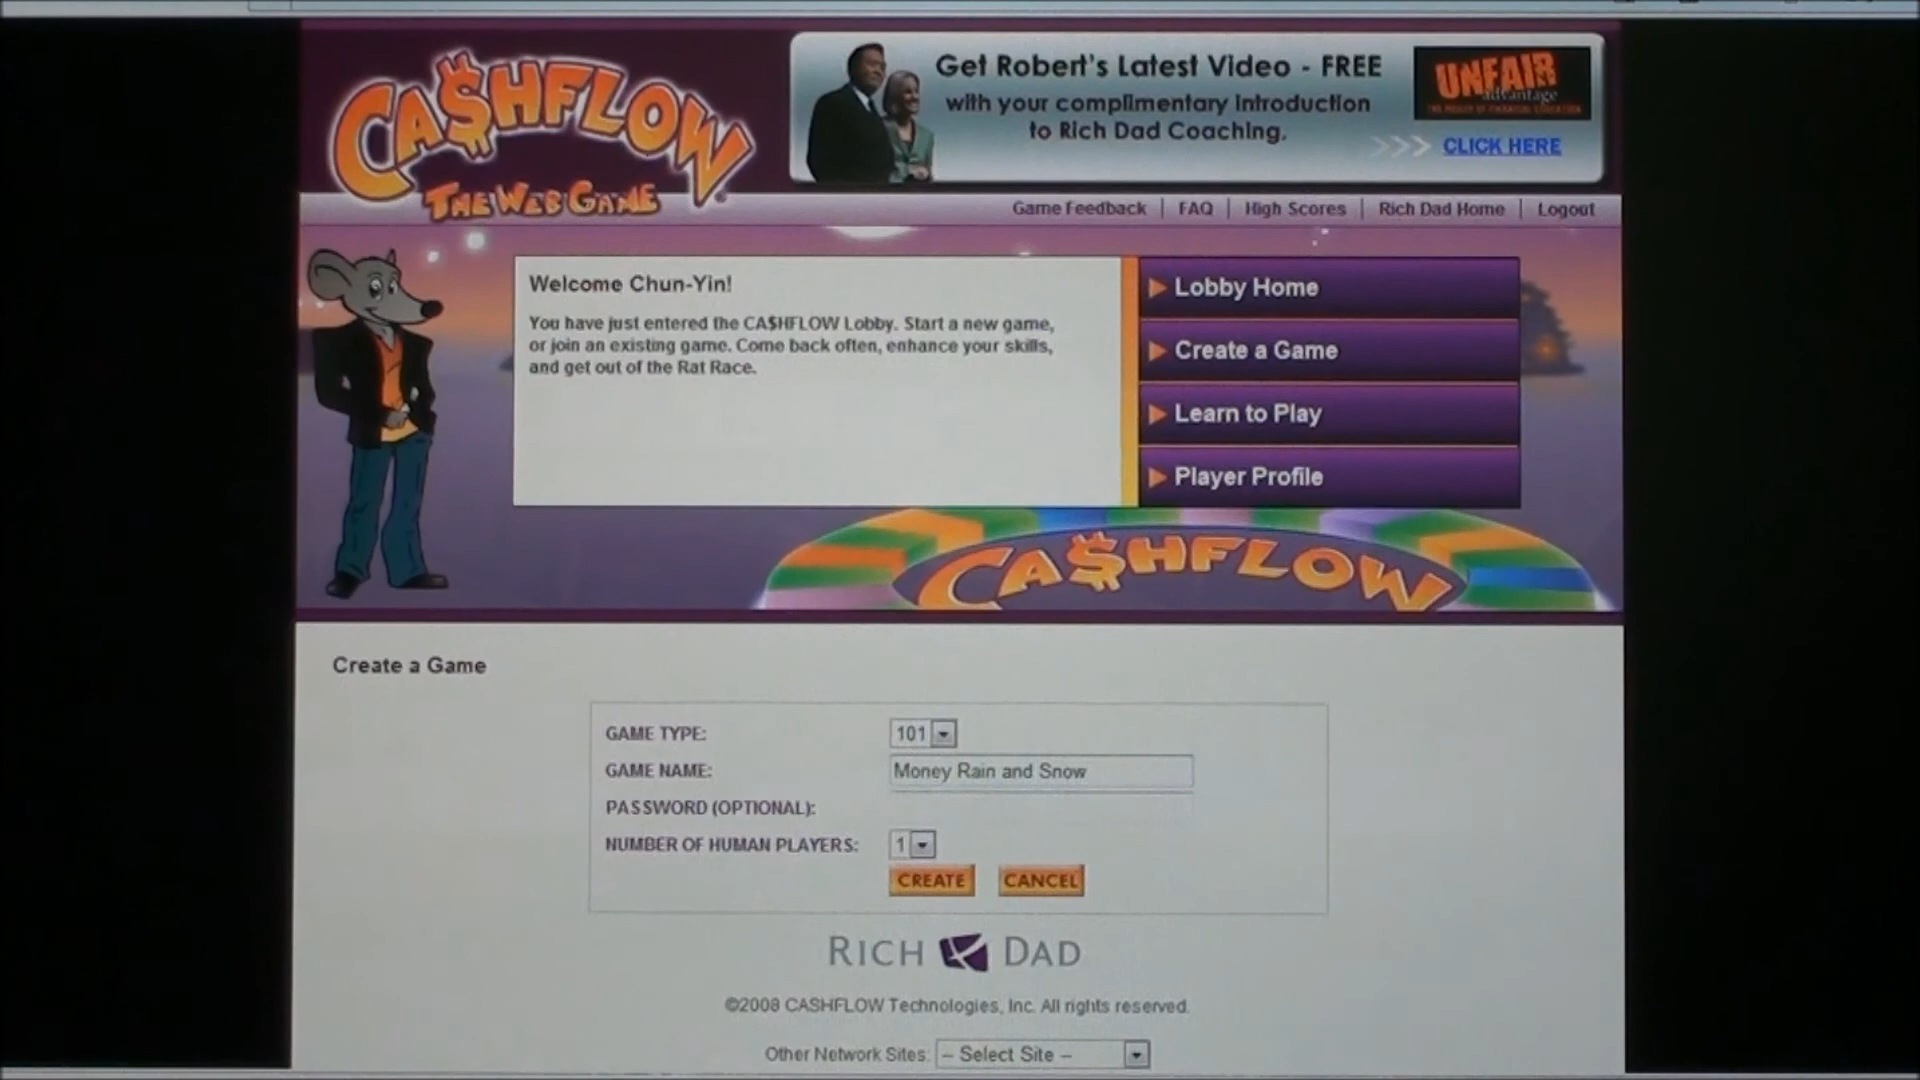 CA$HFLOW
THE WEB GAME
Get Robert's Latest Video - FREE
with your complimentary introduction
to Rich Dad Coaching.
UNFAIR
advantage
CLICK HERE
Game Feedback | FAQ | High Scores | Rich Dad Home | Logout
Welcome Chun-Yin!
You have just entered the CA$HFLOW Lobby. Start a new game,
or join an existing game. Come back often, enhance your skills,
and get out of the Rat Race.
Lobby Home
Create a Game
Learn to Play
Player Profile
CA$HFLOW
Create a Game
GAME TYPE: 101
GAME NAME: Money Rain and Snow
PASSWORD (OPTIONAL):
NUMBER OF HUMAN PLAYERS: 1
CREATE CANCEL
RICH DAD
©2008 CASHFLOW Technologies, Inc. All rights reserved.
Other Network Sites: -- Select Site --